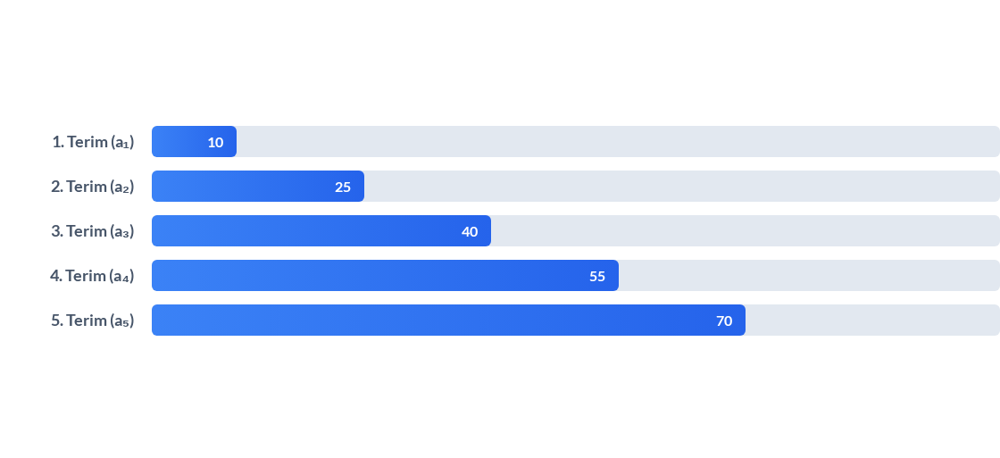 1. Terim (a₁) 10
2. Terim (a₂) 25
3. Terim (a₃) 40
4. Terim (a₄) 55
5. Terim (a₅) 70